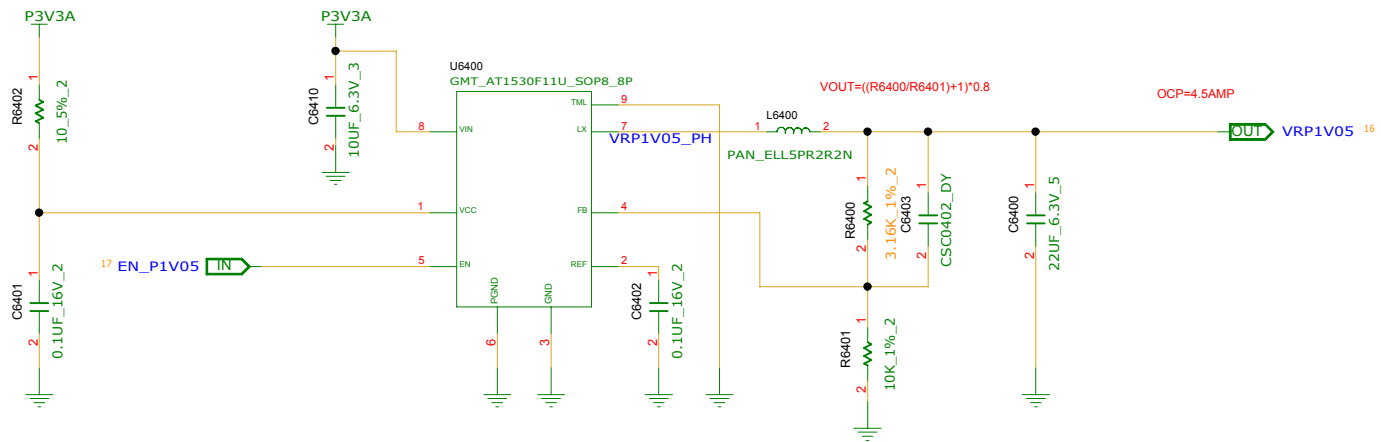 P3V3A
P3V3A
U6400
GMT_AT1530F11U_SOP8_8P
VOUT=((R6400/R6401)+1)*0.8
OCP=4.5AMP
1
R6402
10_5%_2
2
1
C6410
10UF_6.3V_3
2
8
VIN
TML
9
LX
7
VRP1V05_PH
1
L6400
2
PAN_ELL5PR2R2N
OUT
VRP1V05
16
1
VCC
FB
4
1
R6400
3.16K_1%_2
2
1
C6403
CSC0402_DY
2
1
C6400
22UF_6.3V_5
2
17
EN_P1V05
IN
5
EN
REF
2
PGND
GND
6
3
1
C6401
0.1UF_16V_2
2
1
C6402
0.1UF_16V_2
2
1
R6401
10K_1%_2
2